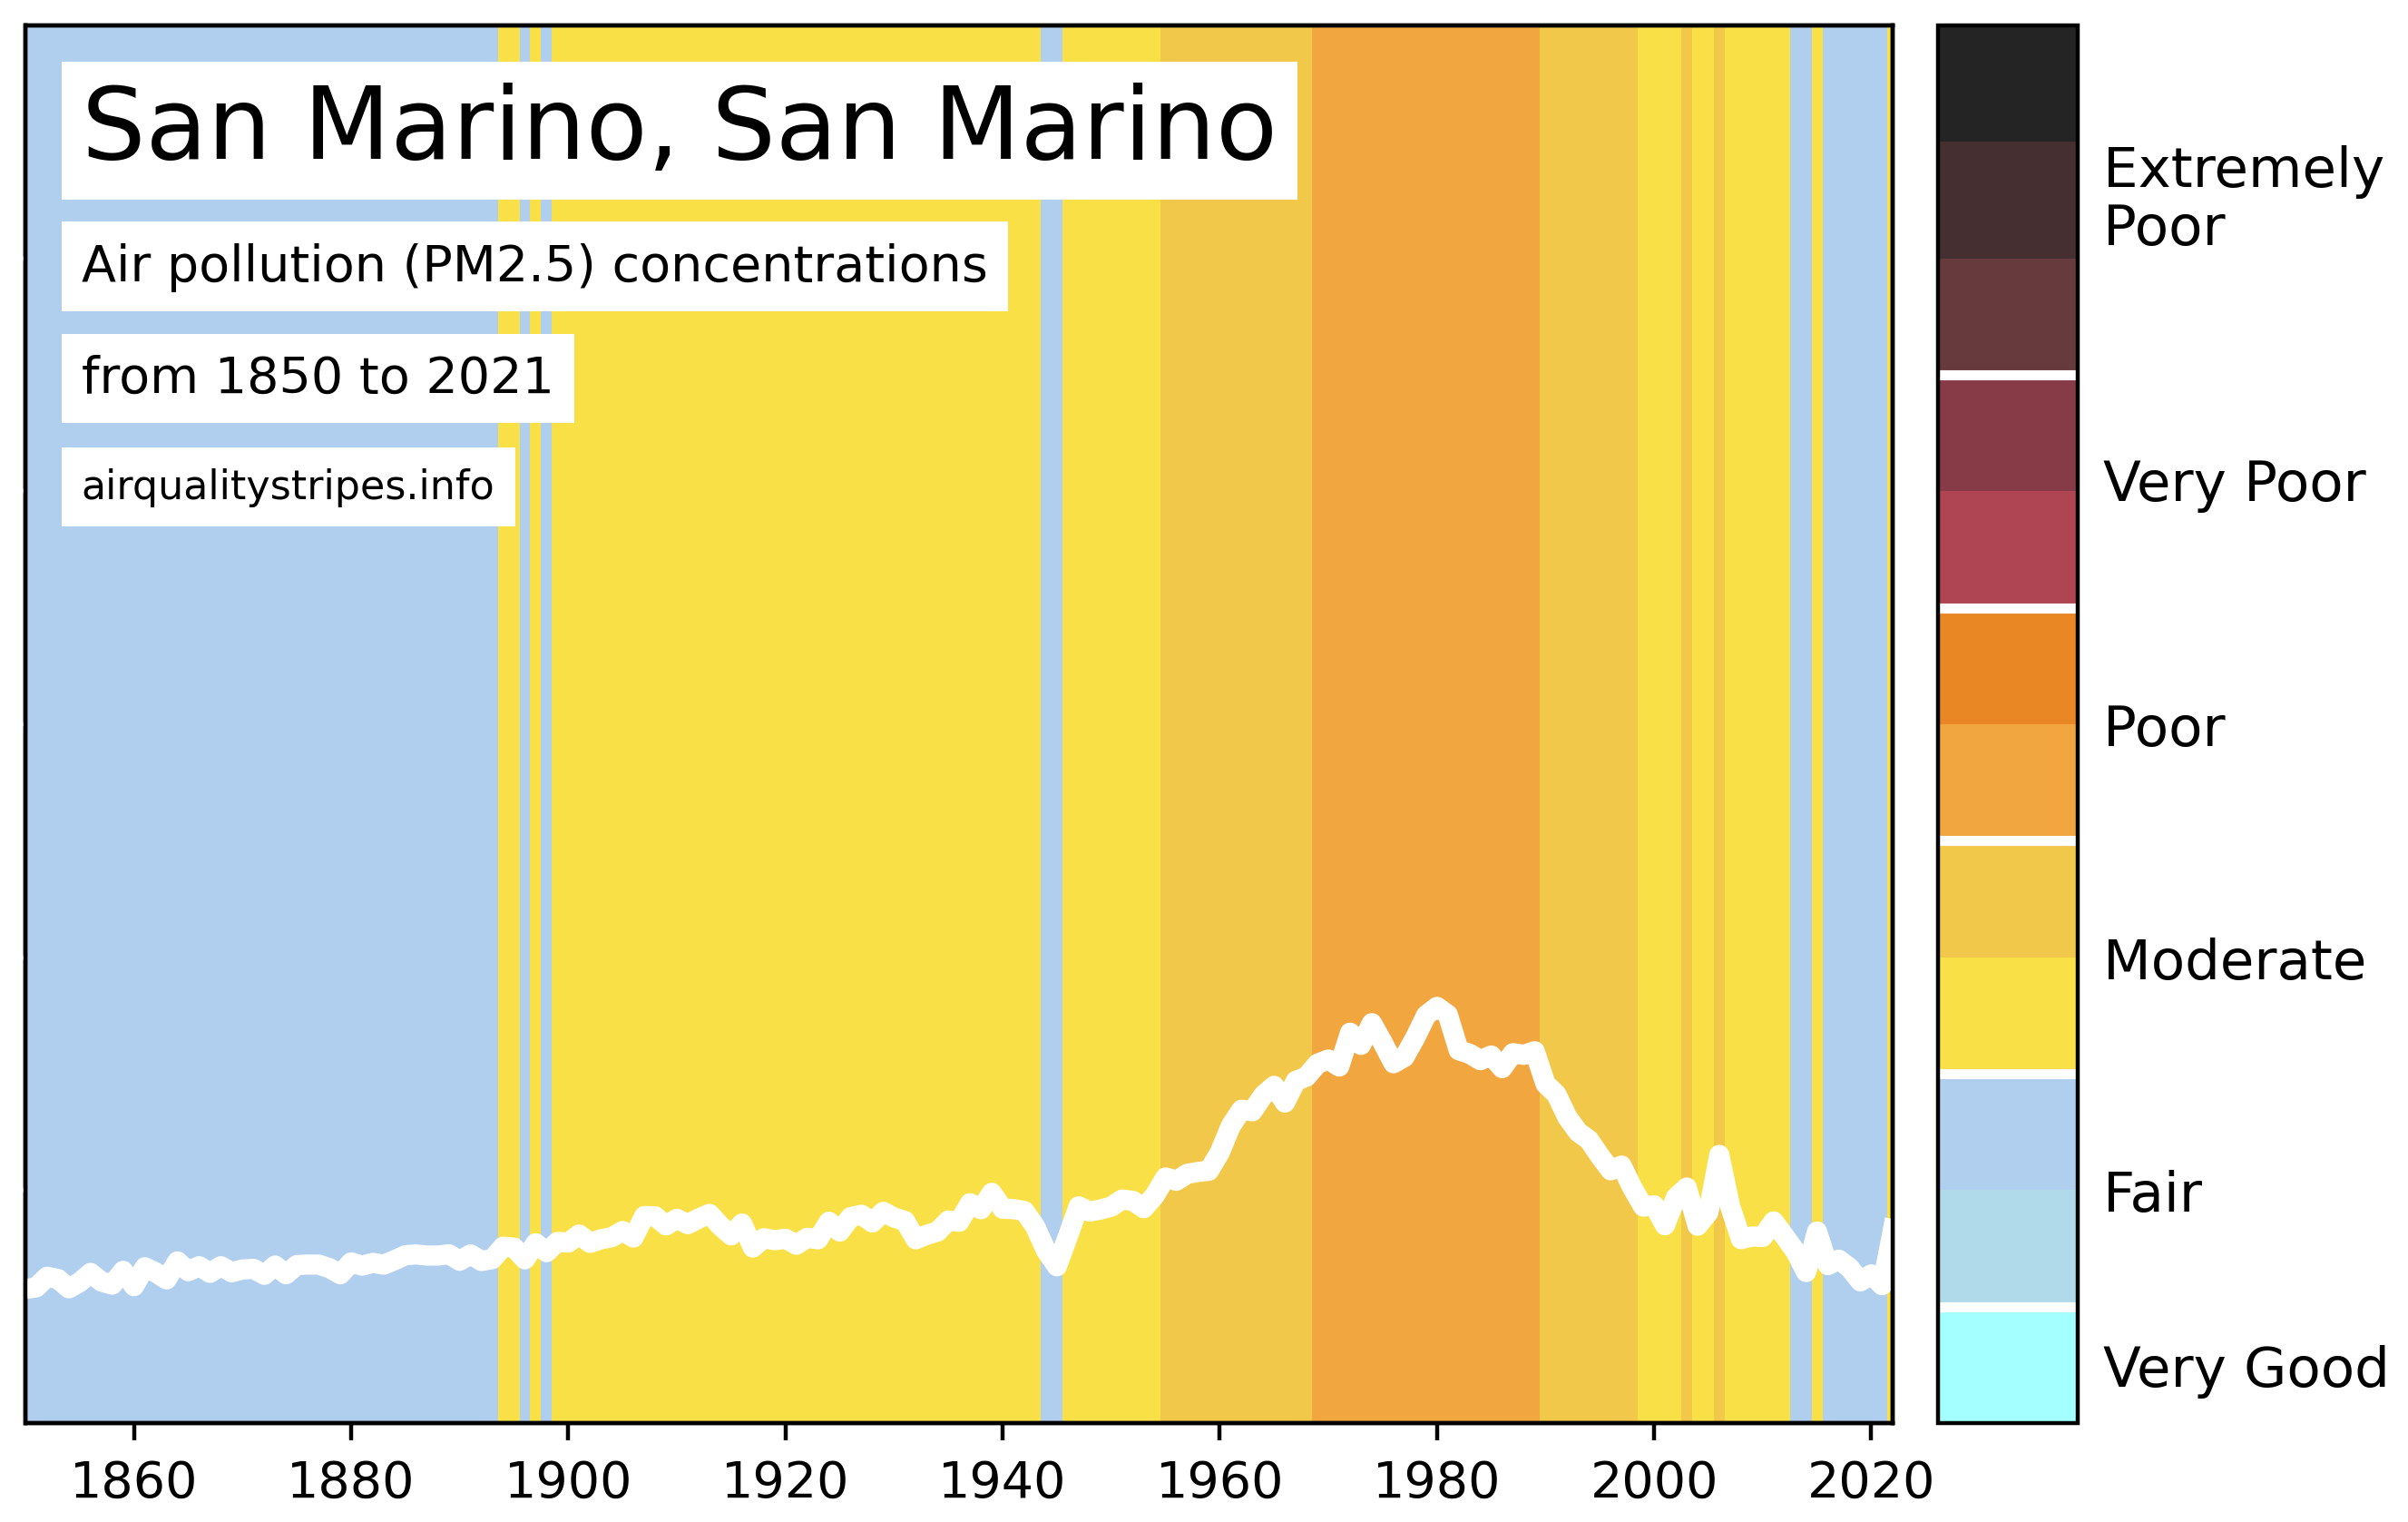 San Marino, San Marino
Air pollution (PM2.5) concentrations
from 1850 to 2021
airqualitystripes.info
Extremely
Poor
Very Poor
Poor
Moderate
Fair
Very Good
1860 1880 1900 1920 1940 1960 1980 2000 2020